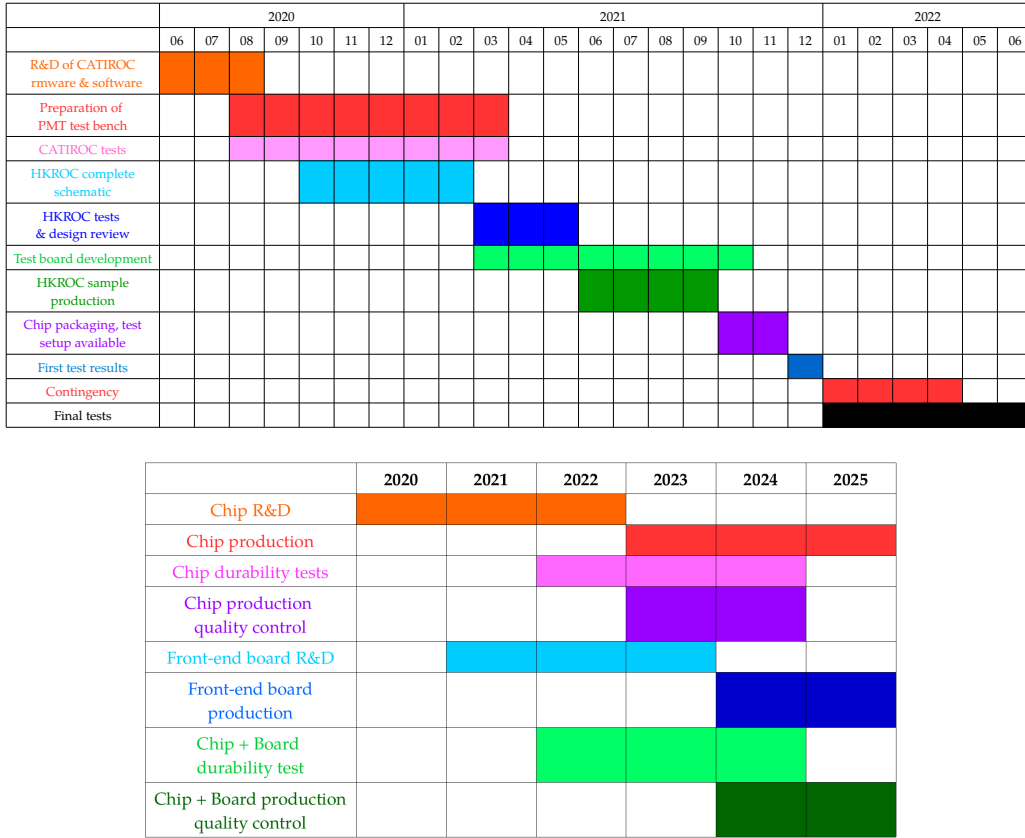 2020 2021 2022
06 07 08 09 10 11 12 01 02 03 04 05 06 07 08 09 10 11 12 01 02 03 04 05 06
R&D of CATIROC
rmware & software
Preparation of
PMT test bench
CATIROC tests
HKROC complete
schematic
HKROC tests
& design review
Test board development
HKROC sample
production
Chip packaging, test
setup available
First test results
Contingency
Final tests
2020 2021 2022 2023 2024 2025
Chip R&D
Chip production
Chip durability tests
Chip production
quality control
Front-end board R&D
Front-end board
production
Chip + Board
durability test
Chip + Board production
quality control